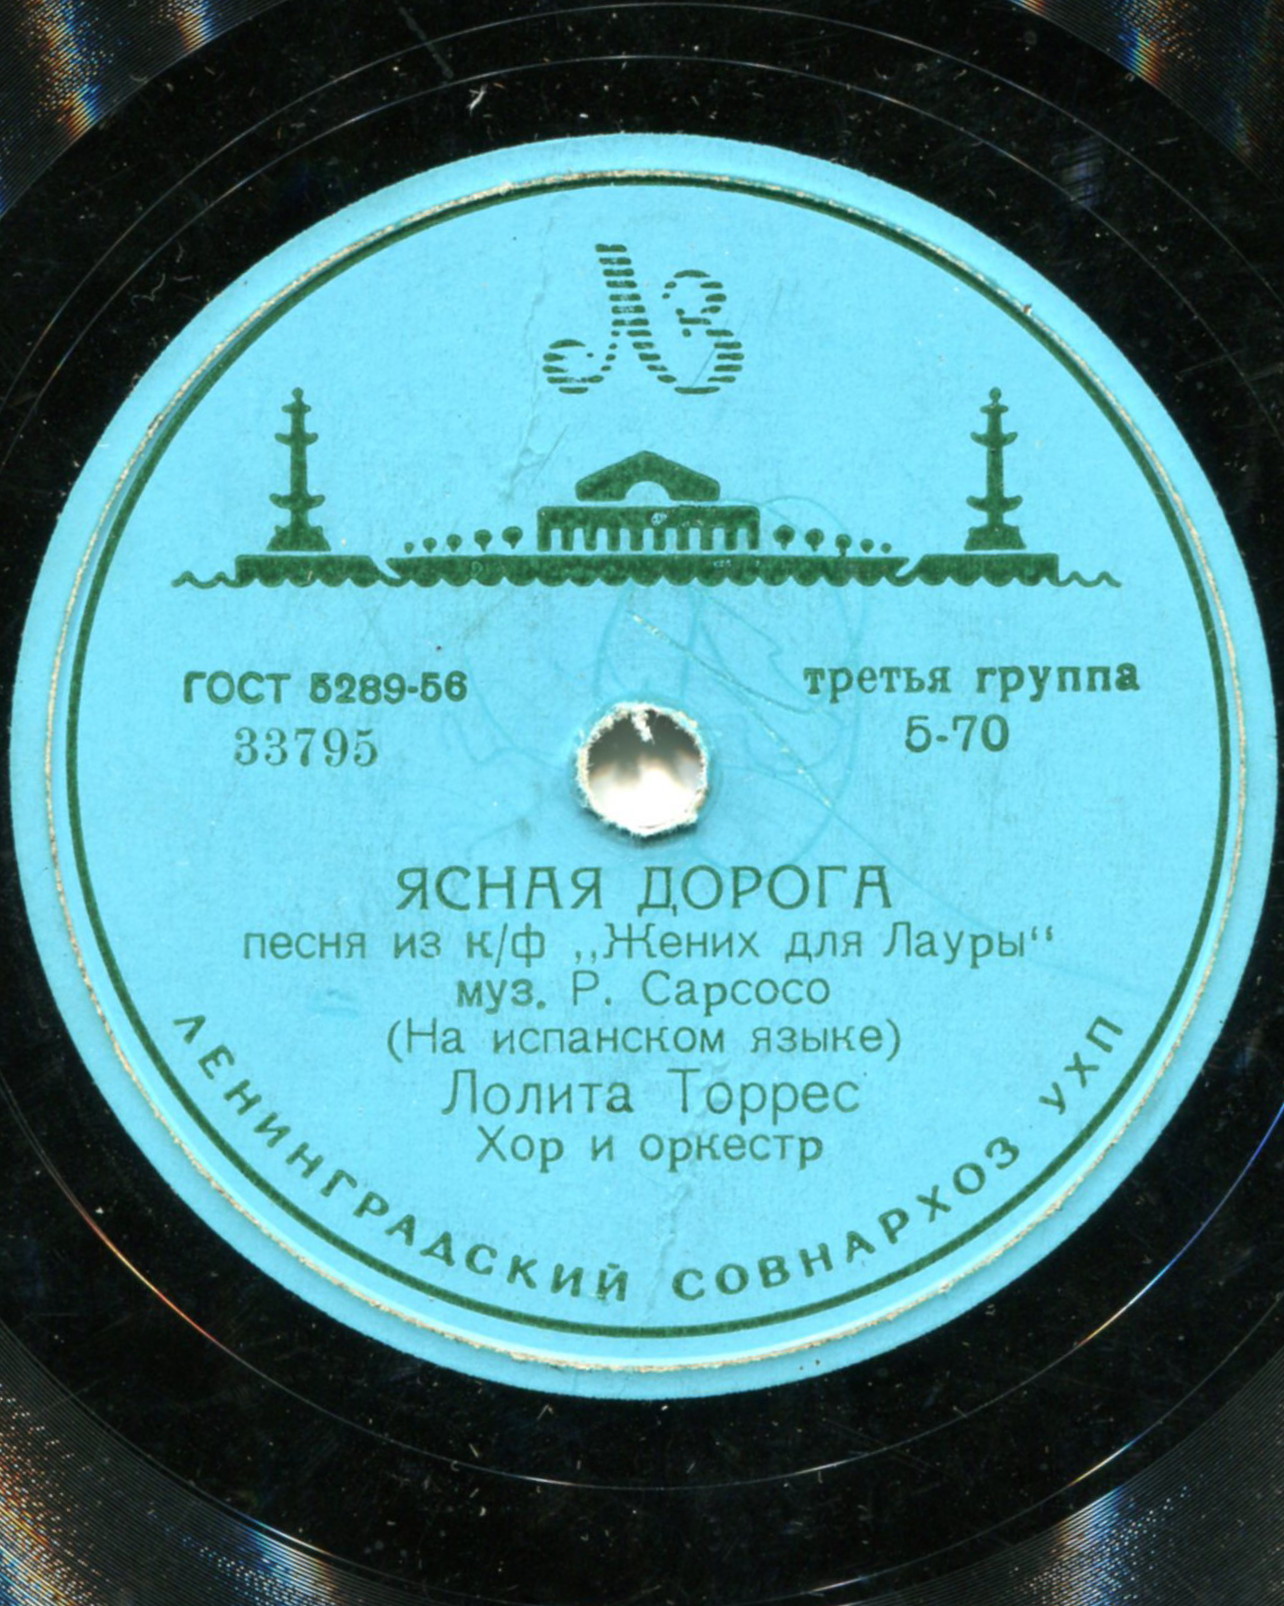 ЛЗ
ГОСТ 5289-56
33795
третья группа
5-70
ЯСНАЯ ДОРОГА
песня из к/ф „Жених для Лауры“
муз. Р. Сарсосо
(На испанском языке)
Лолита Торрес
Хор и оркестр
ЛЕНИНГРАДСКИЙ СОВНАРХОЗ УХП